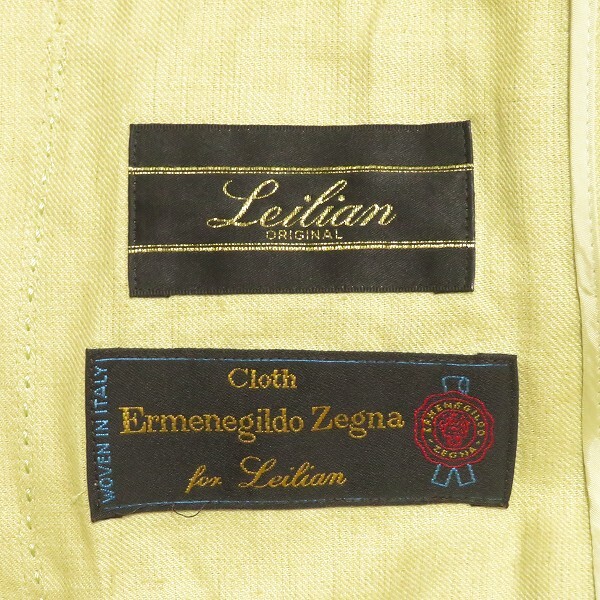 Leilian
ORIGINAL
WOVEN IN ITALY
Cloth
Ermenegildo Zegna
for Leilian
ERMENEGILDO
ZEGNA